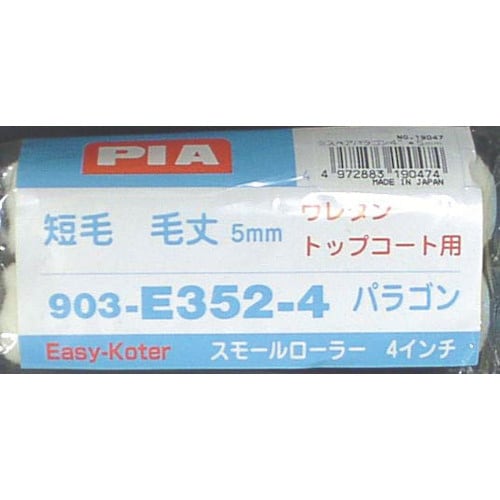 PIA
NO.19047
4 972883 190474
MADE IN JAPAN
短毛 毛丈 5mm
ウレタン
トップコート用
903-E352-4 パラゴン
Easy-Koter スモールローラー 4インチ